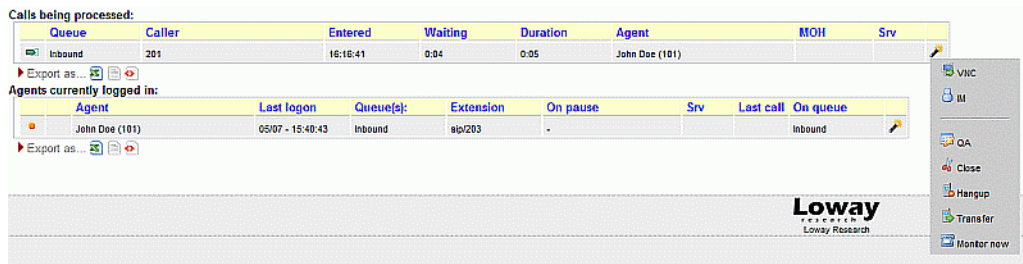 Calls being processed:
Queue Caller Entered Waiting Duration Agent MOH Srv
Inbound 201 16:16:41 0:04 0:05 John Doe (101)
Export as...
Agents currently logged in:
Agent Last logon Queue(s): Extension On pause Srv Last call On queue
John Doe (101) 05/07 - 15:40:43 Inbound sip/203 - Inbound
Export as...
VNC
IM
QA
Close
Hangup
Transfer
Monitor now
Loway
research
Loway Research